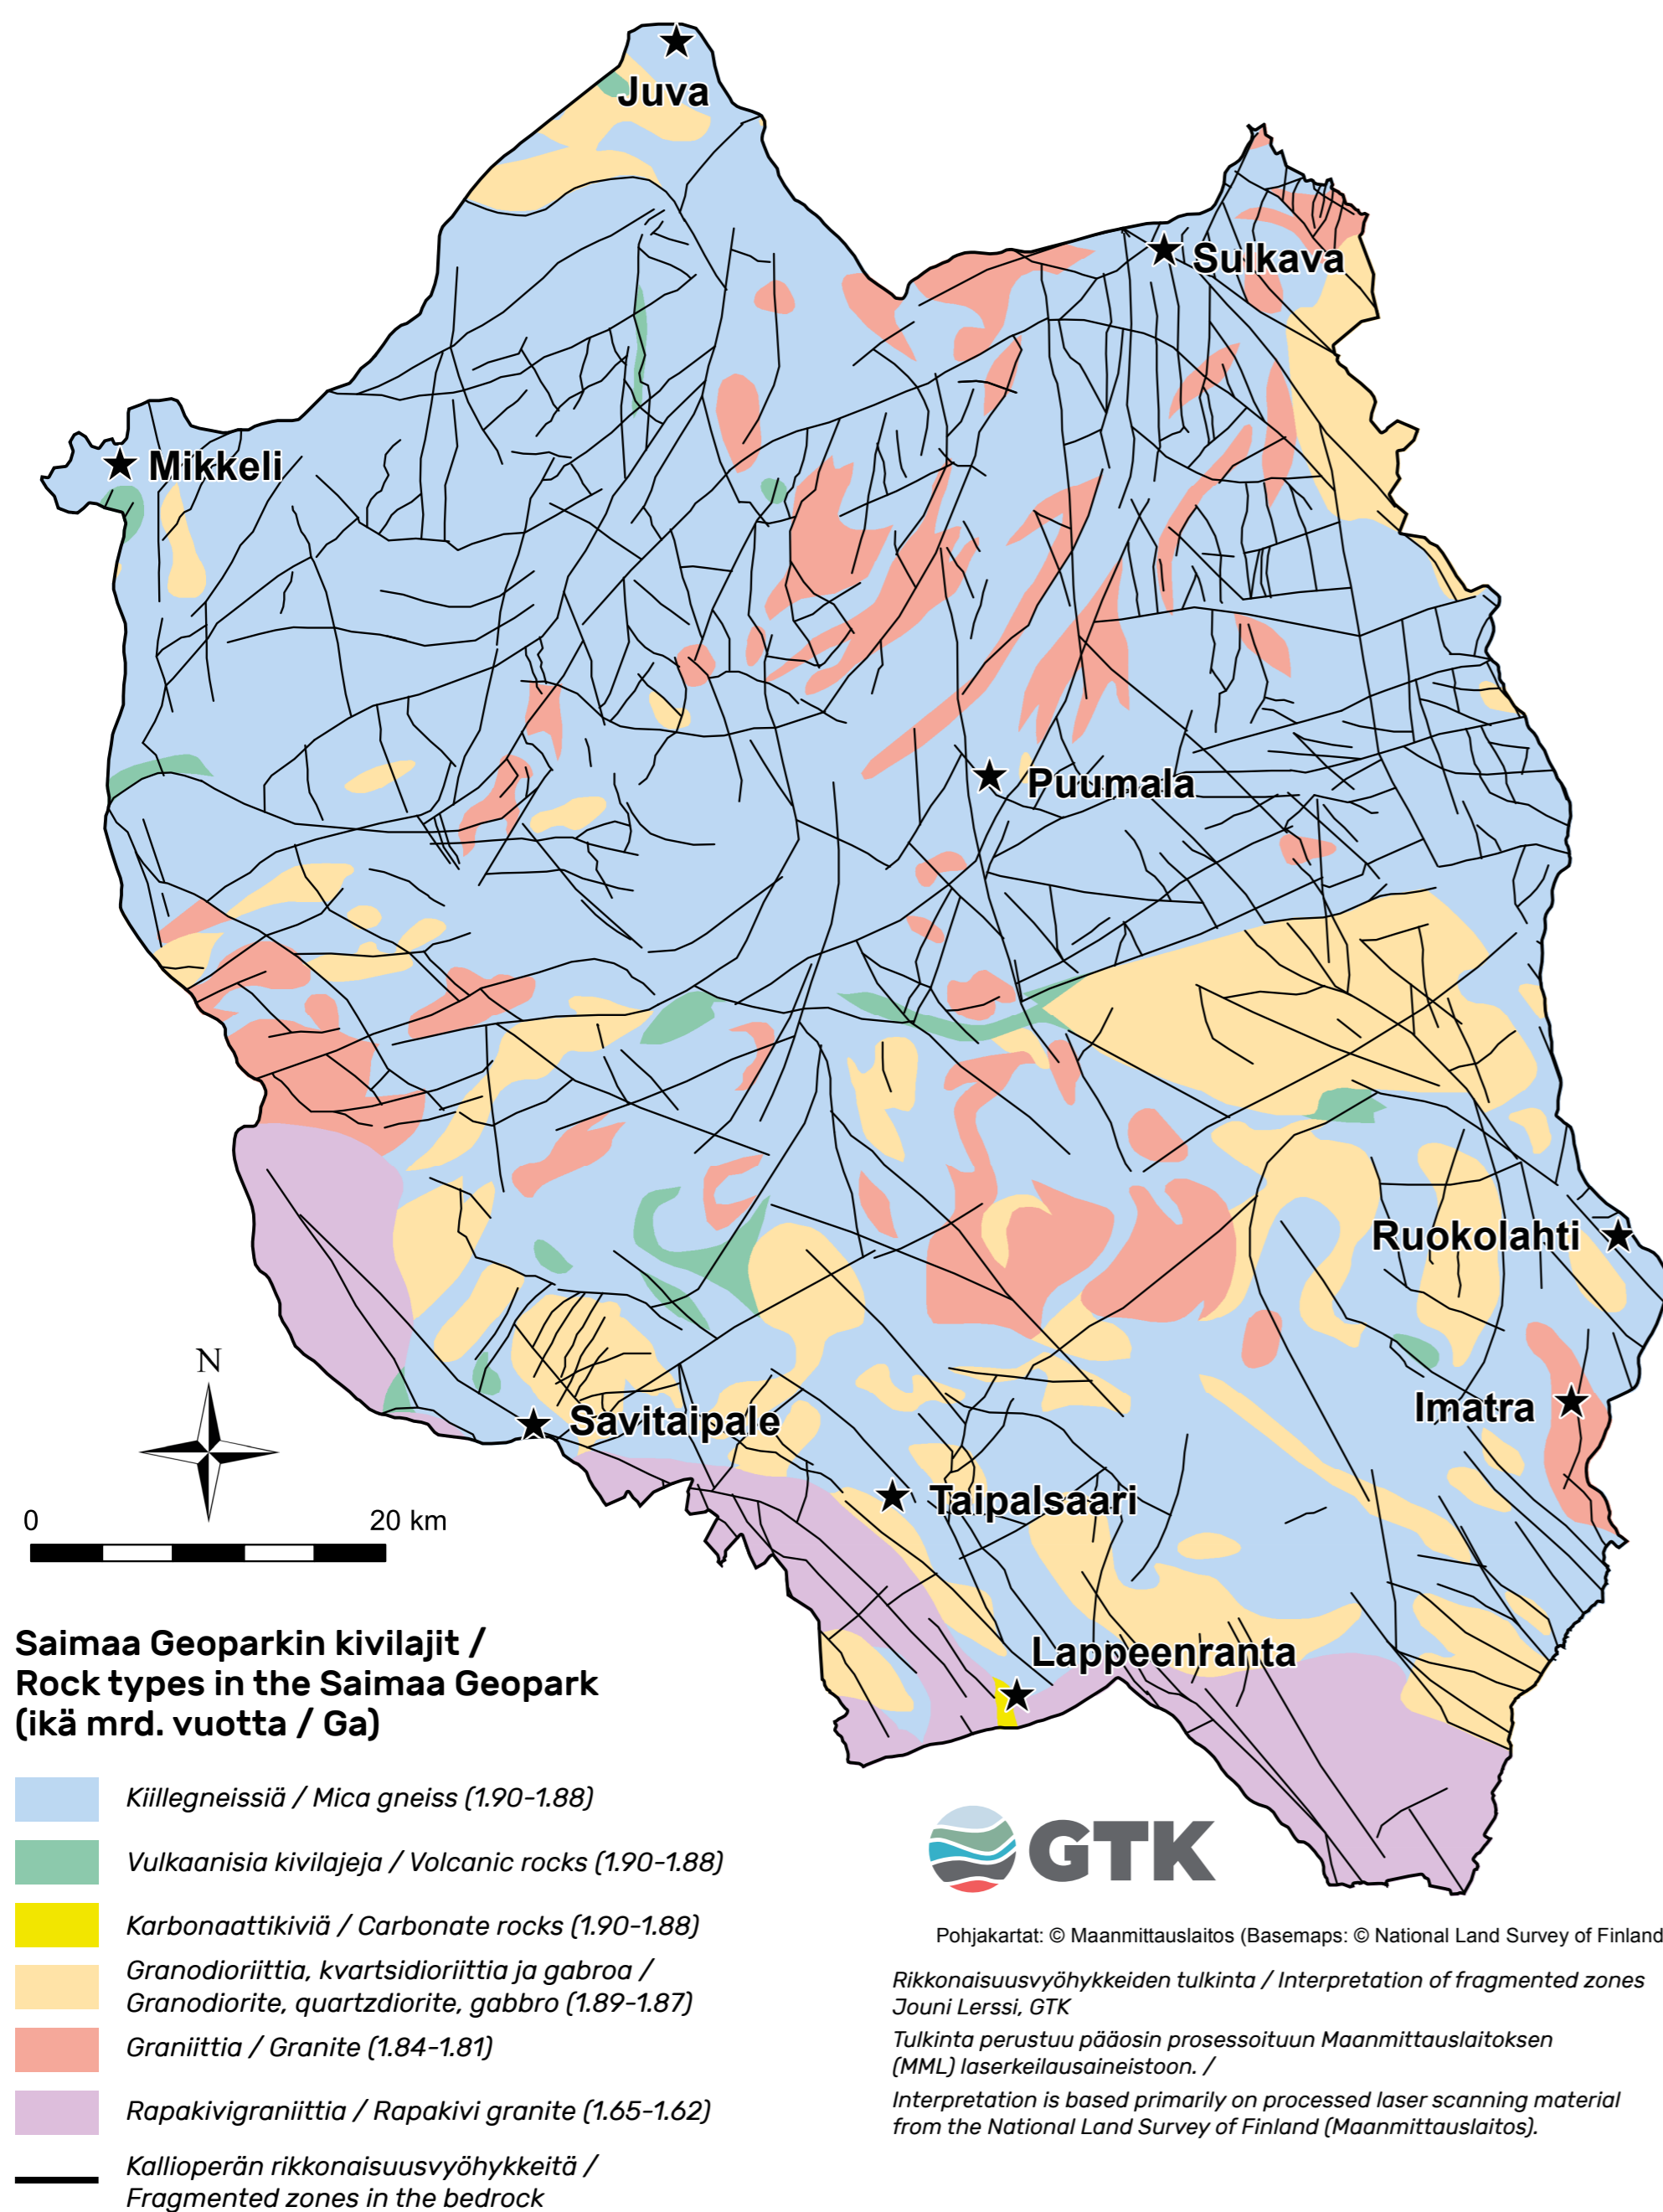 Juva
Sulkava
Mikkeli
Puumala
Ruokolahti
Imatra
Savitaipale
Taipalsaari
Lappeenranta
N
0 20 km
Saimaa Geoparkin kivilajit /
Rock types in the Saimaa Geopark
(ikä mrd. vuotta / Ga)
Kiillegneissiä / Mica gneiss (1.90-1.88)
Vulkaanisia kivilajeja / Volcanic rocks (1.90-1.88)
Karbonaattikiviä / Carbonate rocks (1.90-1.88)
Granodioriittia, kvartsidioriittia ja gabroa /
Granodiorite, quartzdiorite, gabbro (1.89-1.87)
Graniittia / Granite (1.84-1.81)
Rapakivigraniittia / Rapakivi granite (1.65-1.62)
Kallioperän rikkonaisuusvyöhykkeitä /
Fragmented zones in the bedrock
GTK
Pohjakartat: © Maanmittauslaitos (Basemaps: © National Land Survey of Finland
Rikkonaisuusvyöhykkeiden tulkinta / Interpretation of fragmented zones
Jouni Lerssi, GTK
Tulkinta perustuu pääosin prosessoituun Maanmittauslaitoksen
(MML) laserkeilausaineistoon. /
Interpretation is based primarily on processed laser scanning material
from the National Land Survey of Finland (Maanmittauslaitos).